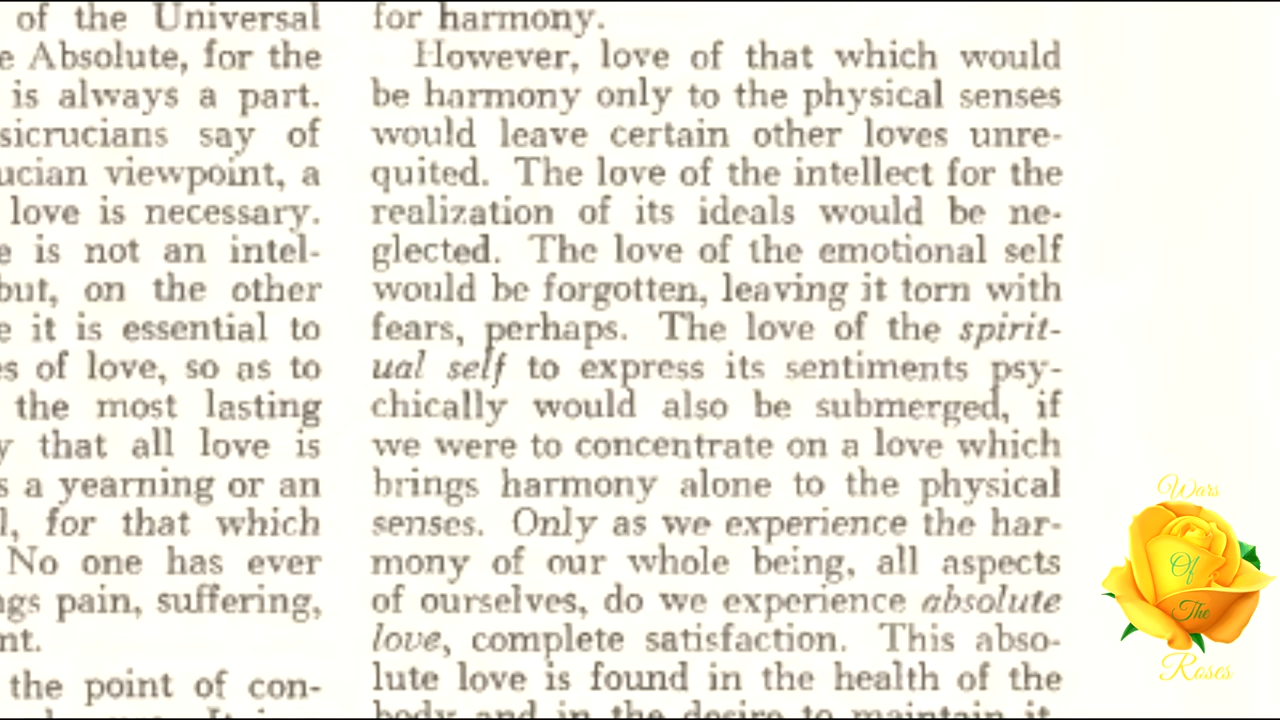 of the Universal
Absolute, for the
is always a part.
sicrucians say of
ucian viewpoint, a
love is necessary.
e is not an intel-
but, on the other
e it is essential to
es of love, so as to
the most lasting
y that all love is
s a yearning or an
l, for that which
No one has ever
ngs pain, suffering,
nt.
the point of con-
for harmony.
However, love of that which would
be harmony only to the physical senses
would leave certain other loves unre-
quited. The love of the intellect for the
realization of its ideals would be ne-
glected. The love of the emotional self
would be forgotten, leaving it torn with
fears, perhaps. The love of the spirit-
ual self to express its sentiments psy-
chically would also be submerged, if
we were to concentrate on a love which
brings harmony alone to the physical
senses. Only as we experience the har-
mony of our whole being, all aspects
of ourselves, do we experience absolute
love, complete satisfaction. This abso-
lute love is found in the health of the
body and in the desire to maintain it,
Wars
Of
The
Roses